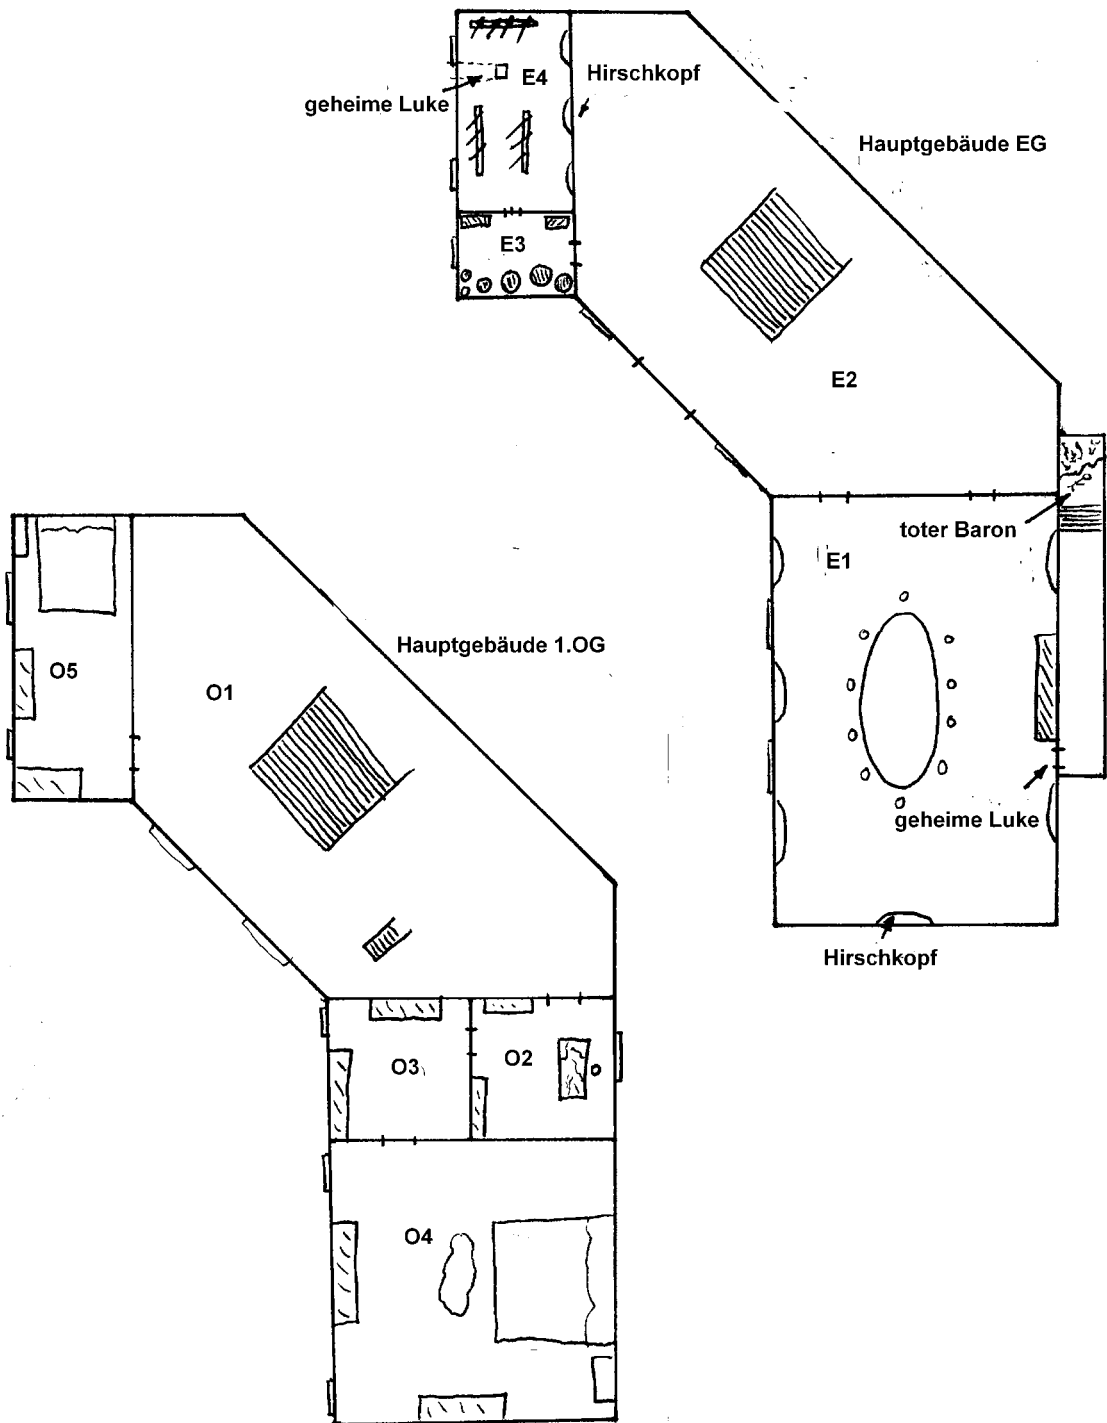 E4
Hirschkopf
geheime Luke
Hauptgebäude EG
E3
E2
toter Baron
E1
Hauptgebäude 1.OG
O5
O1
geheime Luke
Hirschkopf
O3
O2
O4